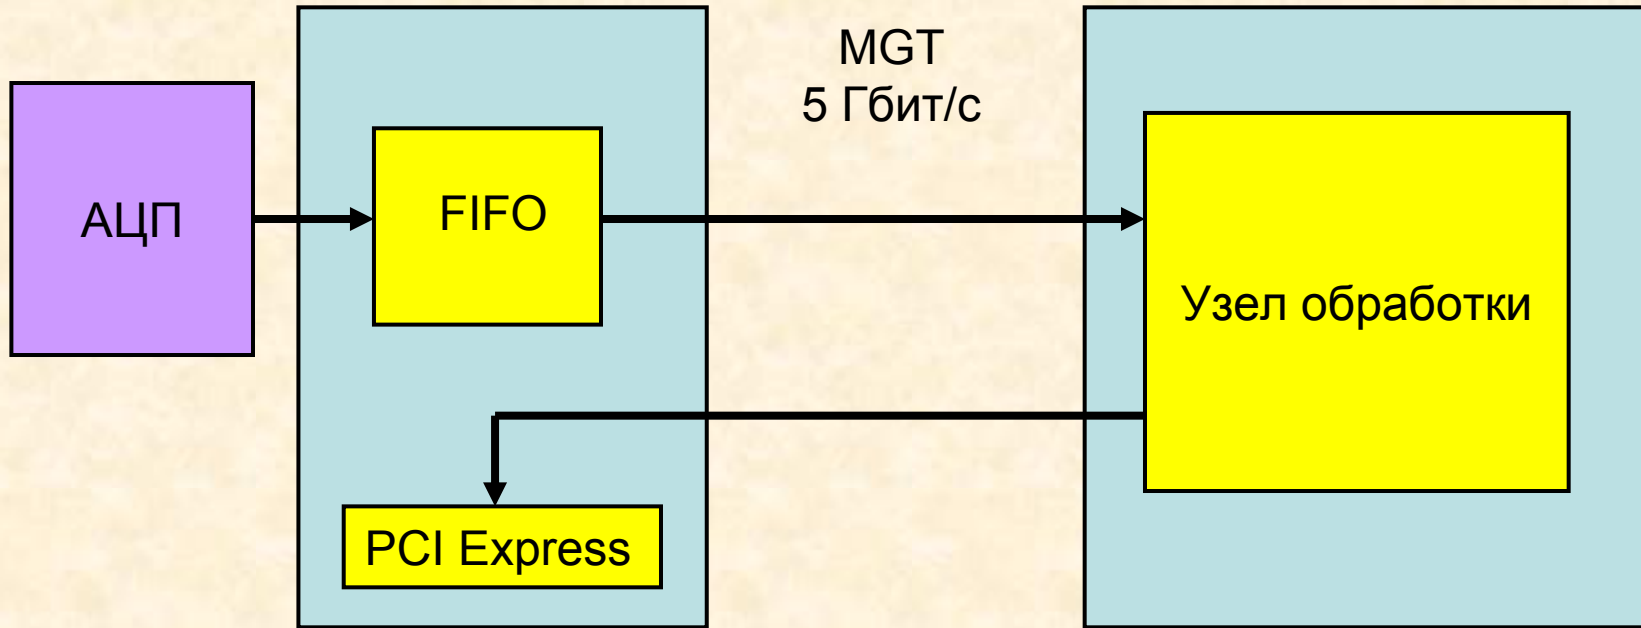 MGT
5 Гбит/с
АЦП
FIFO
Узел обработки
PCI Express